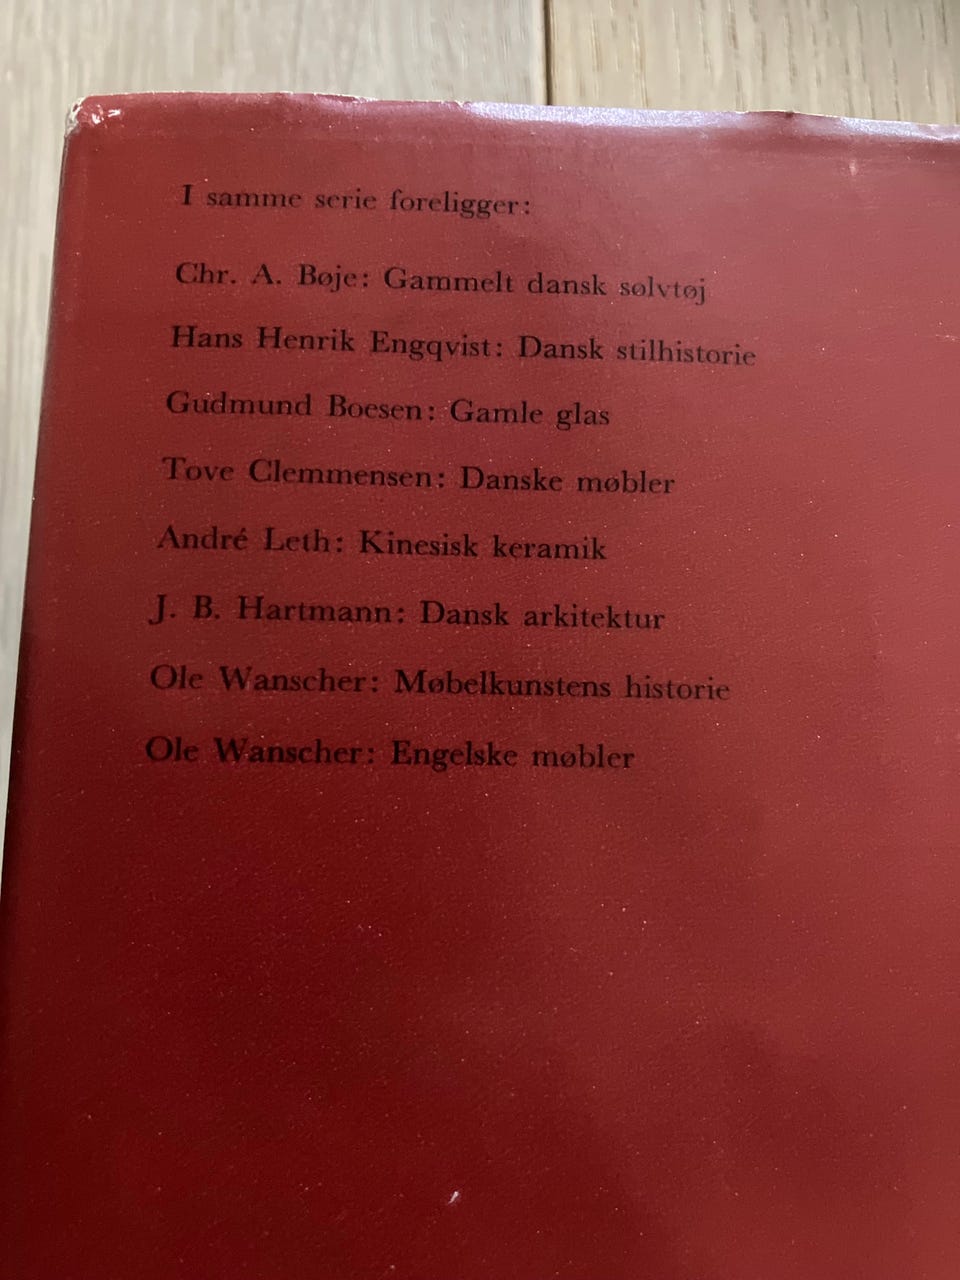 I samme serie foreligger:
Chr. A. Bøje: Gammelt dansk sølvtøj
Hans Henrik Engqvist: Dansk stilhistorie
Gudmund Boesen: Gamle glas
Tove Clemmensen: Danske møbler
André Leth: Kinesisk keramik
J. B. Hartmann: Dansk arkitektur
Ole Wanscher: Møbelkunstens historie
Ole Wanscher: Engelske møbler